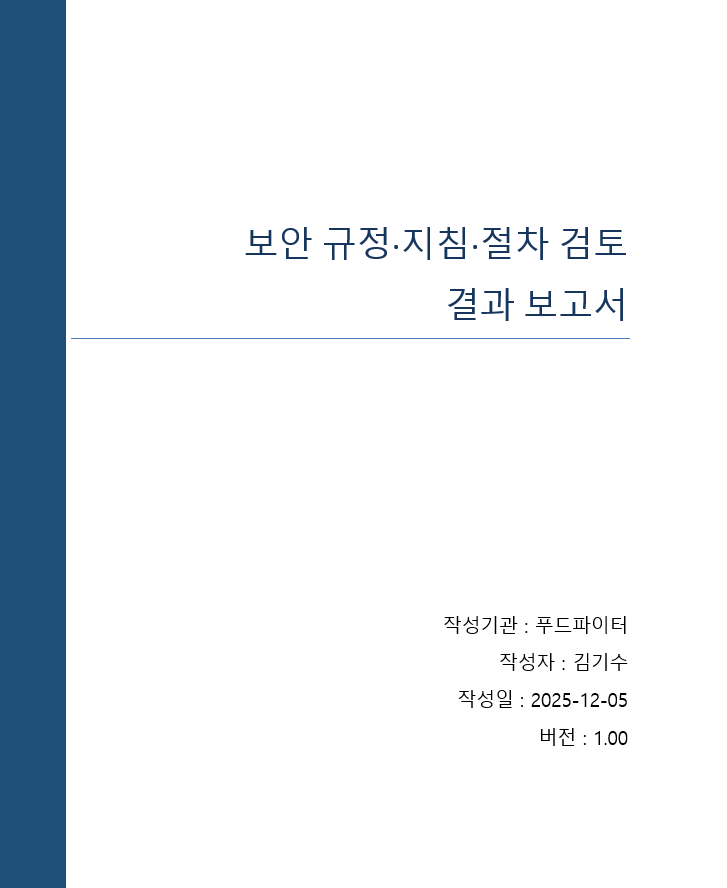 보안 규정·지침·절차 검토
결과 보고서
작성기관 : 푸드파이터
작성자 : 김기수
작성일 : 2025-12-05
버전 : 1.00